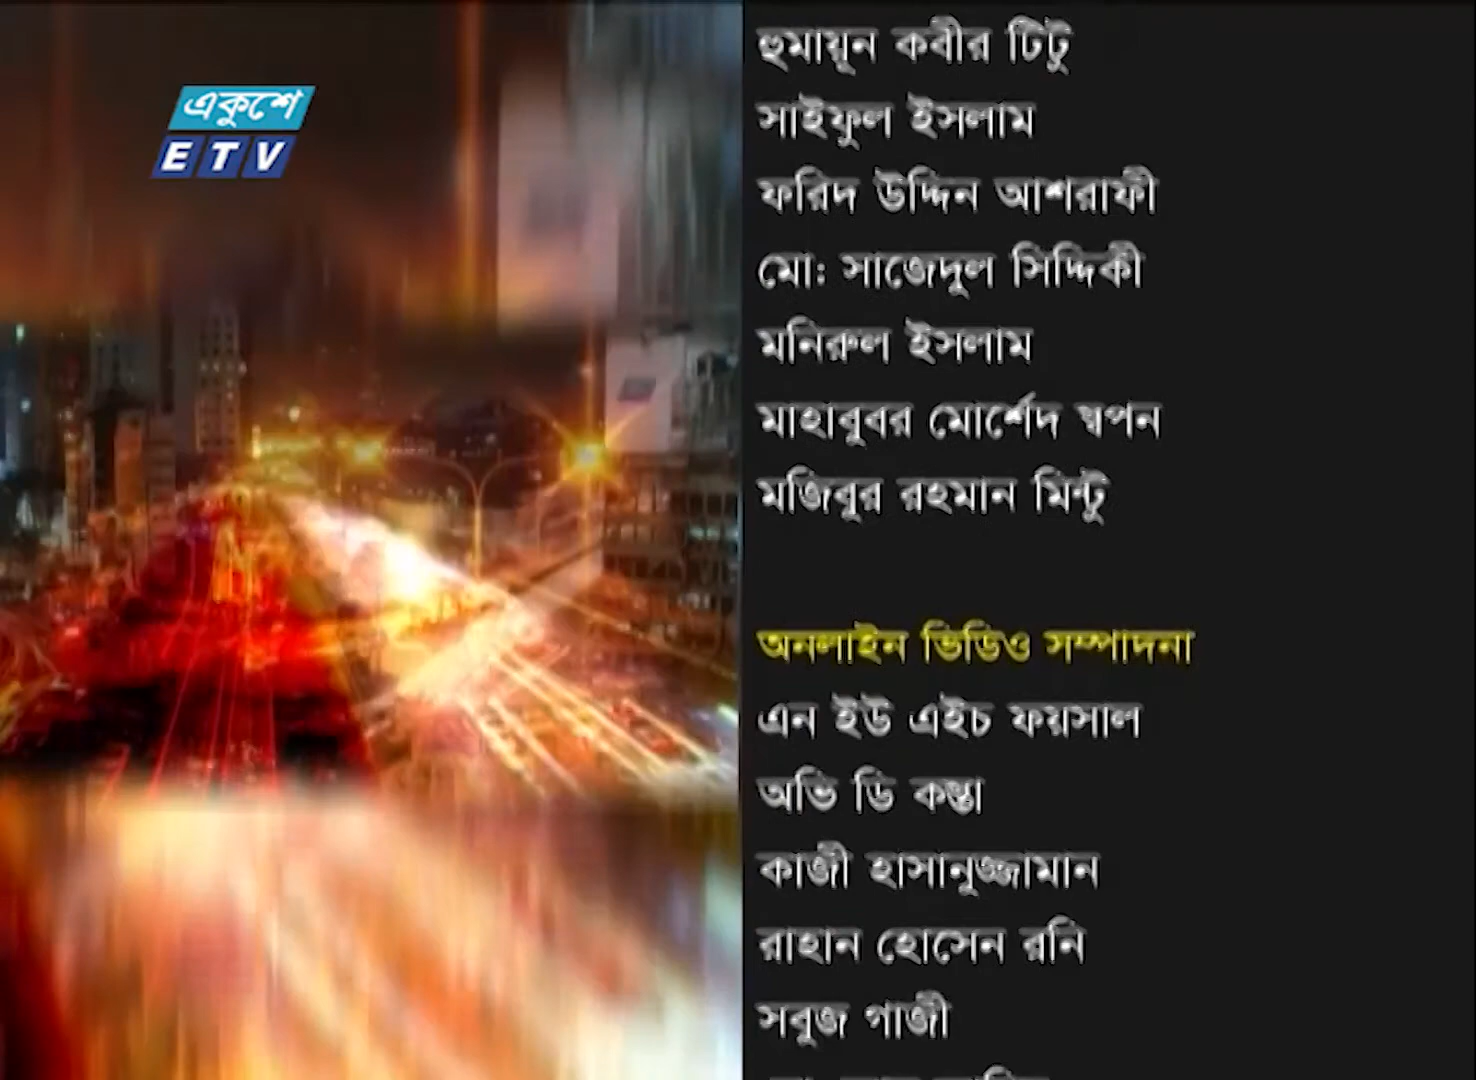 একুশে
ETV
হুমায়ূন কবীর টিটু
সাইফুল ইসলাম
ফরিদ উদ্দিন আশরাফী
মোঃ সাজেদুল সিদ্দিকী
মনিরুল ইসলাম
মাহাবুবর মোর্শেদ স্বপন
মজিবুর রহমান মিন্টু
অনলাইন ভিডিও সম্পাদনা
এন ইউ এইচ ফয়সাল
অভি ডি কস্তা
কাজী হাসানুজ্জামান
রাহান হোসেন রনি
সবুজ গাজী